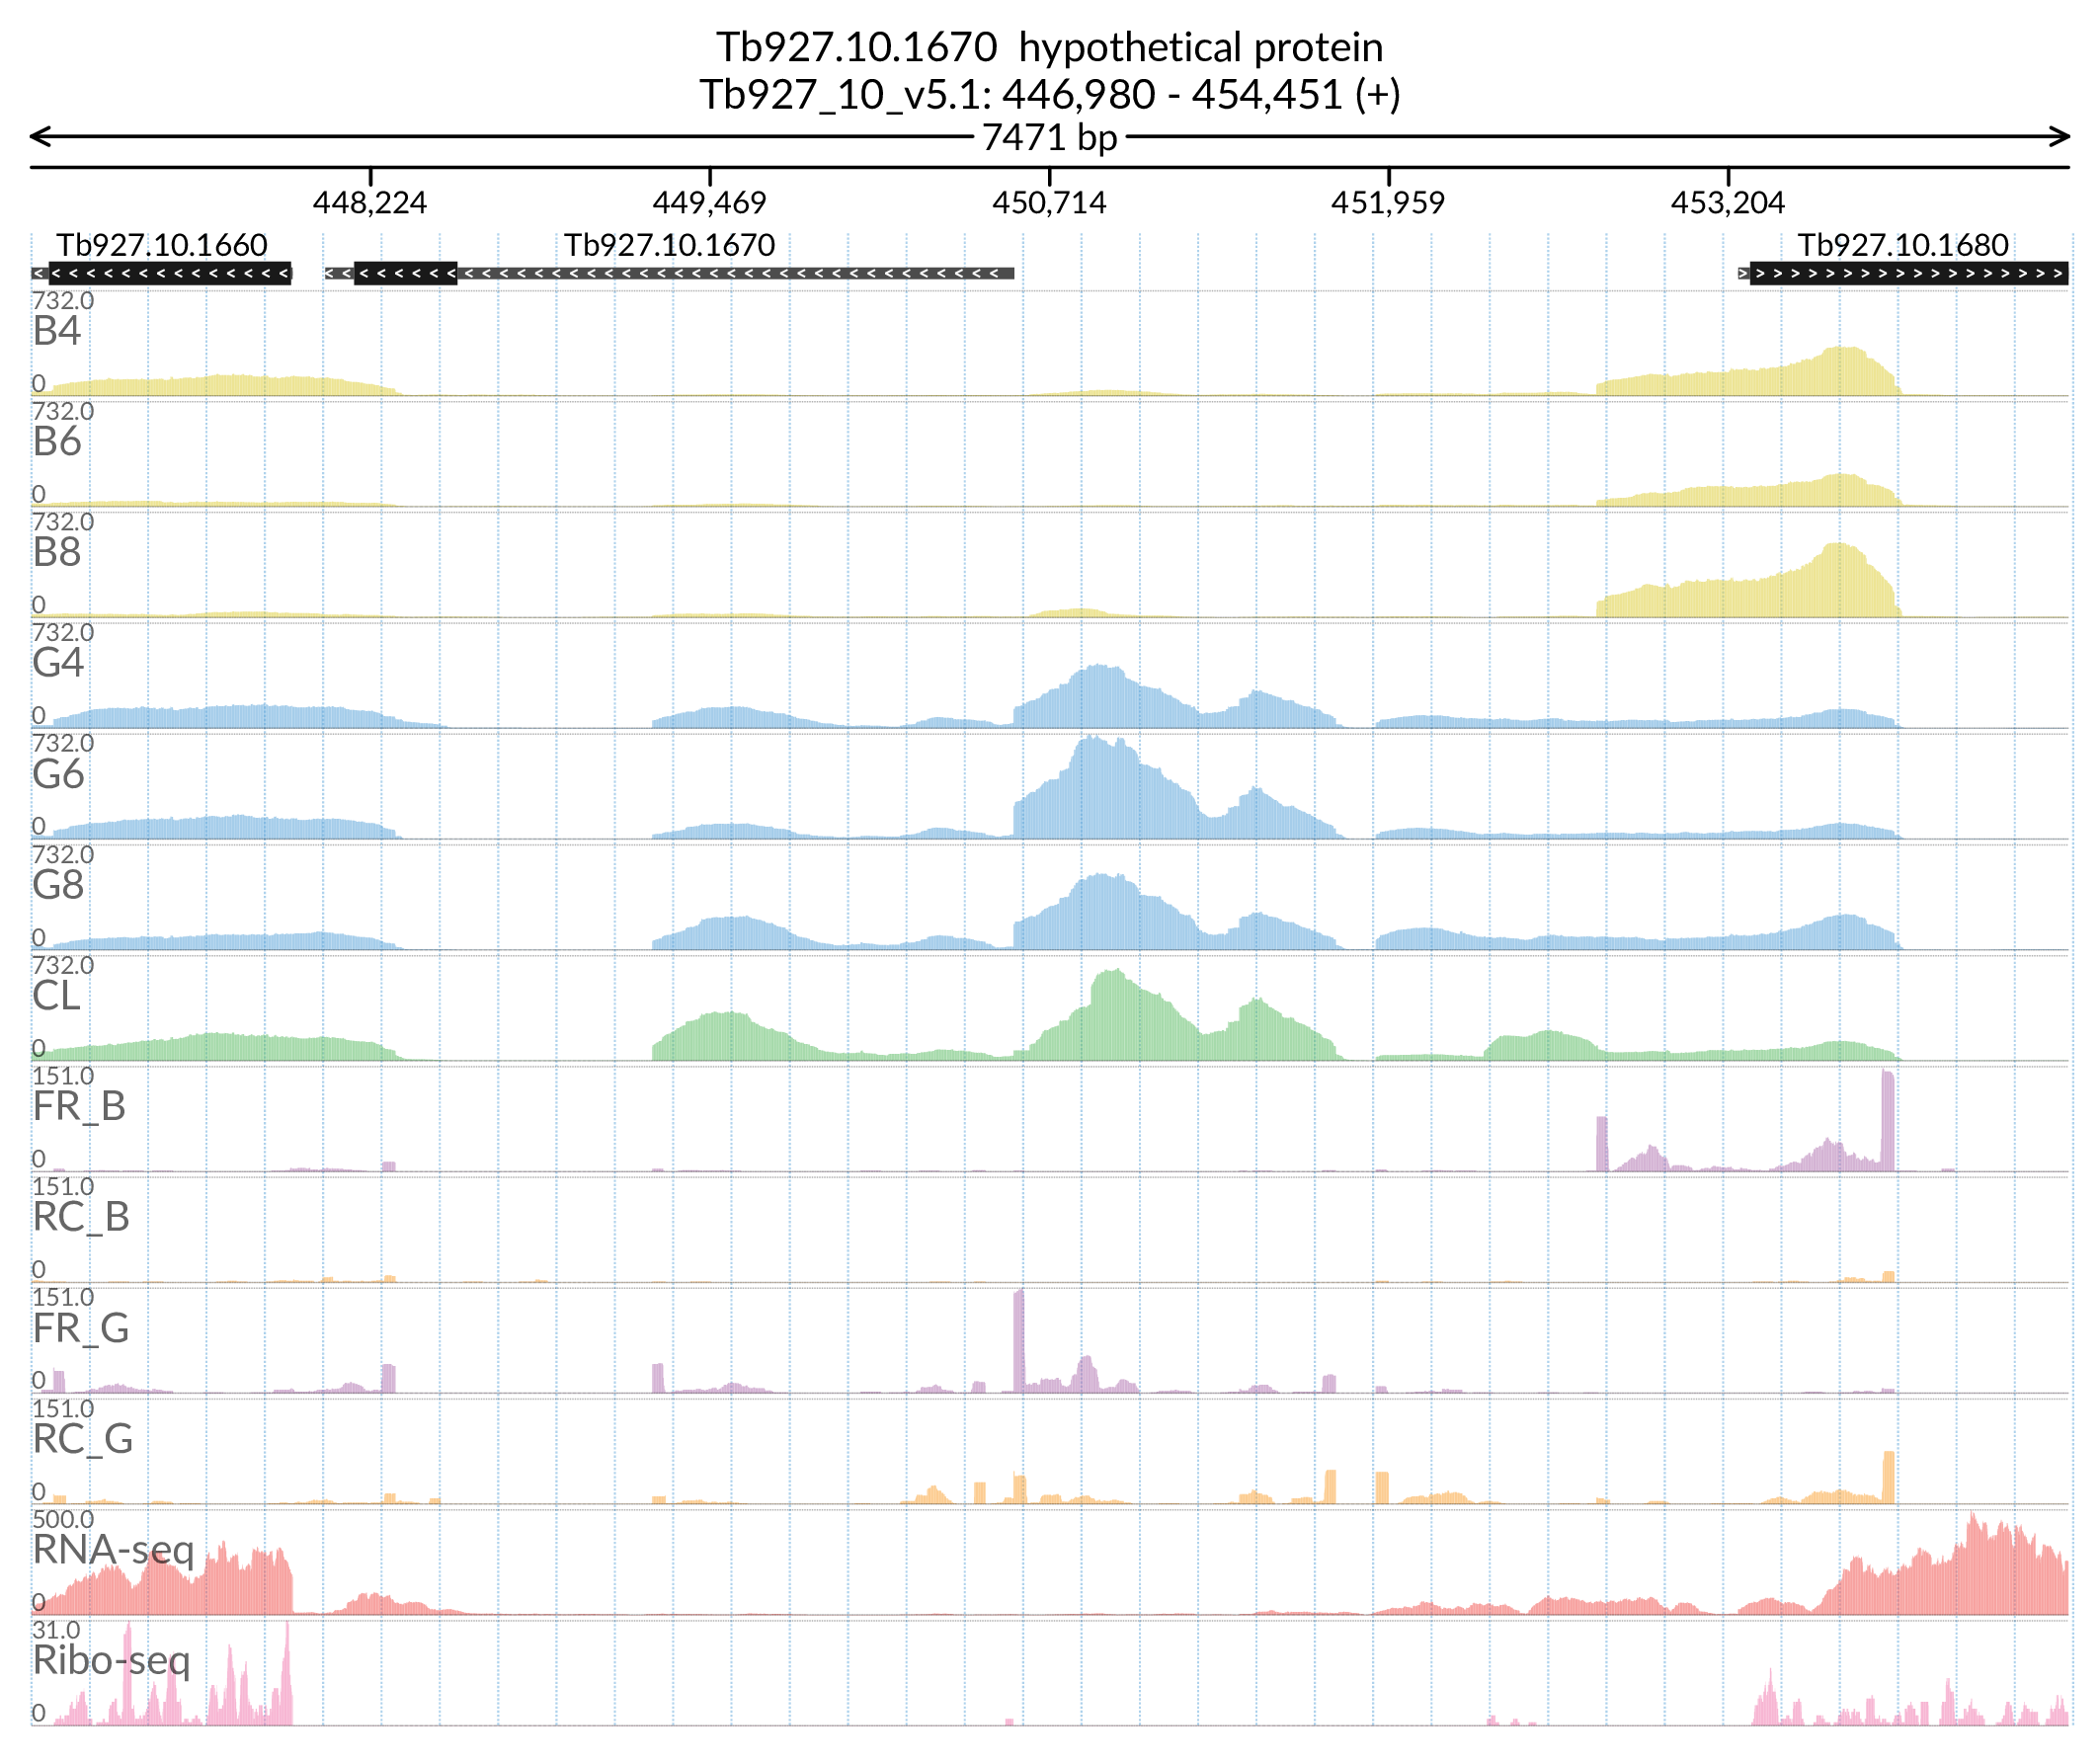 Tb927.10.1670 hypothetical protein
Tb927_10_v5.1: 446,980 - 454,451 (+)
7471 bp
448,224 449,469 450,714 451,959 453,204
Tb927.10.1660 Tb927.10.1670 Tb927.10.1680
732.0
B4
0
732.0
B6
0
732.0
B8
0
732.0
G4
0
732.0
G6
0
732.0
G8
0
732.0
CL
0
151.0
FR_B
0
151.0
RC_B
0
151.0
FR_G
0
151.0
RC_G
0
500.0
RNA-seq
0
31.0
Ribo-seq
0